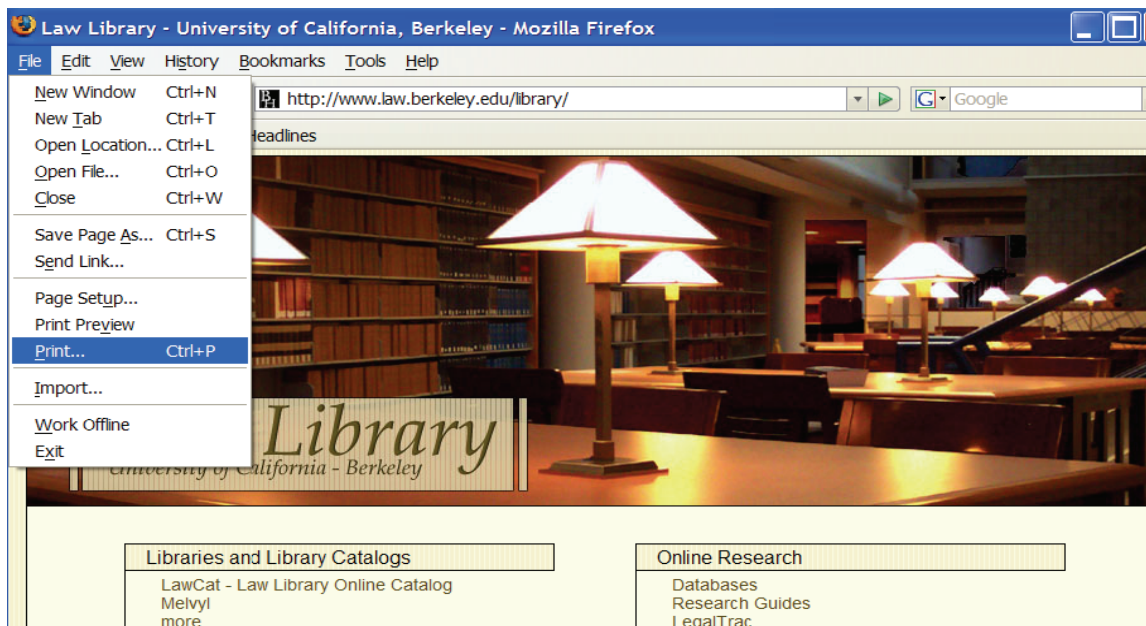 Law Library - University of California, Berkeley - Mozilla Firefox
File Edit View History Bookmarks Tools Help
http://www.law.berkeley.edu/library/ G Google
New Window Ctrl+N
New Tab Ctrl+T
Headlines
Open Location... Ctrl+L
Open File... Ctrl+O
Close Ctrl+W
Save Page As... Ctrl+S
Send Link...
Page Setup...
Print Preview
Print... Ctrl+P
Import...
Work Offline
Exit
Library
University of California - Berkeley
Libraries and Library Catalogs
LawCat - Law Library Online Catalog
Melvyl
more
Online Research
Databases
Research Guides
LegalTrac